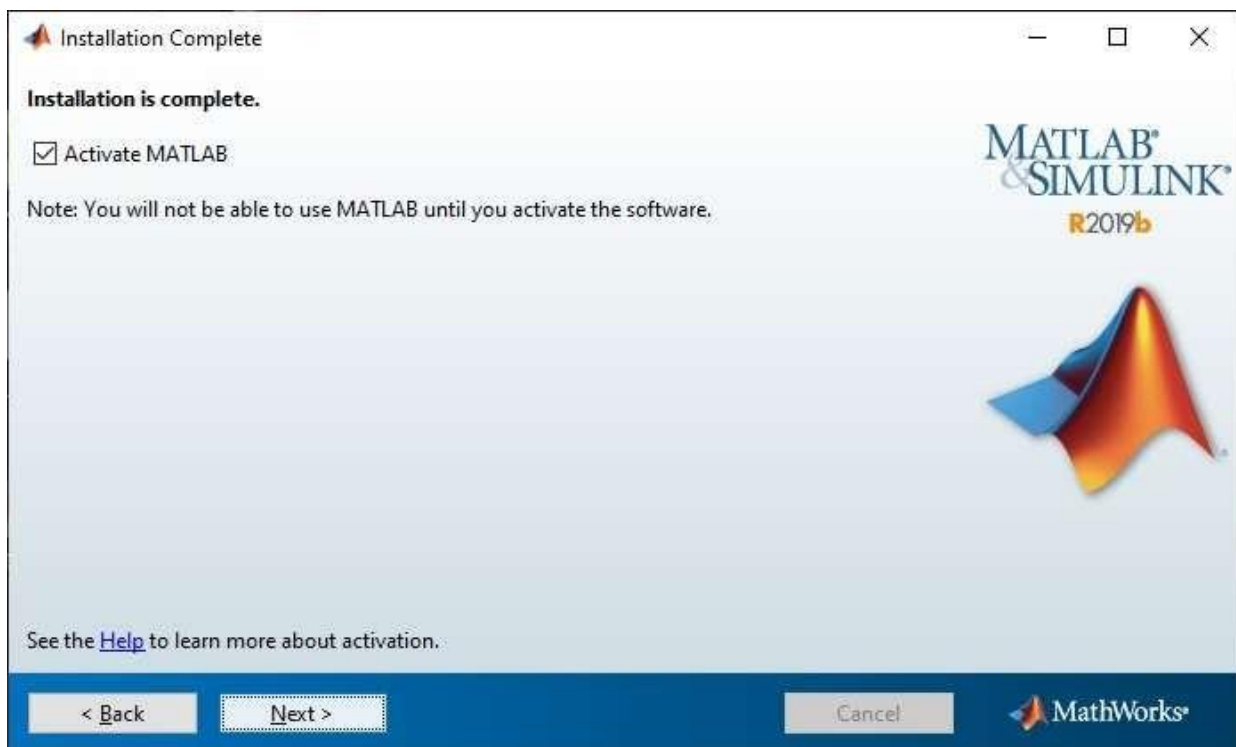 Installation Complete
Installation is complete.
Activate MATLAB
Note: You will not be able to use MATLAB until you activate the software.
MATLAB®
&SIMULINK®
R2019b
See the Help to learn more about activation.
< Back
Next >
Cancel
MathWorks®